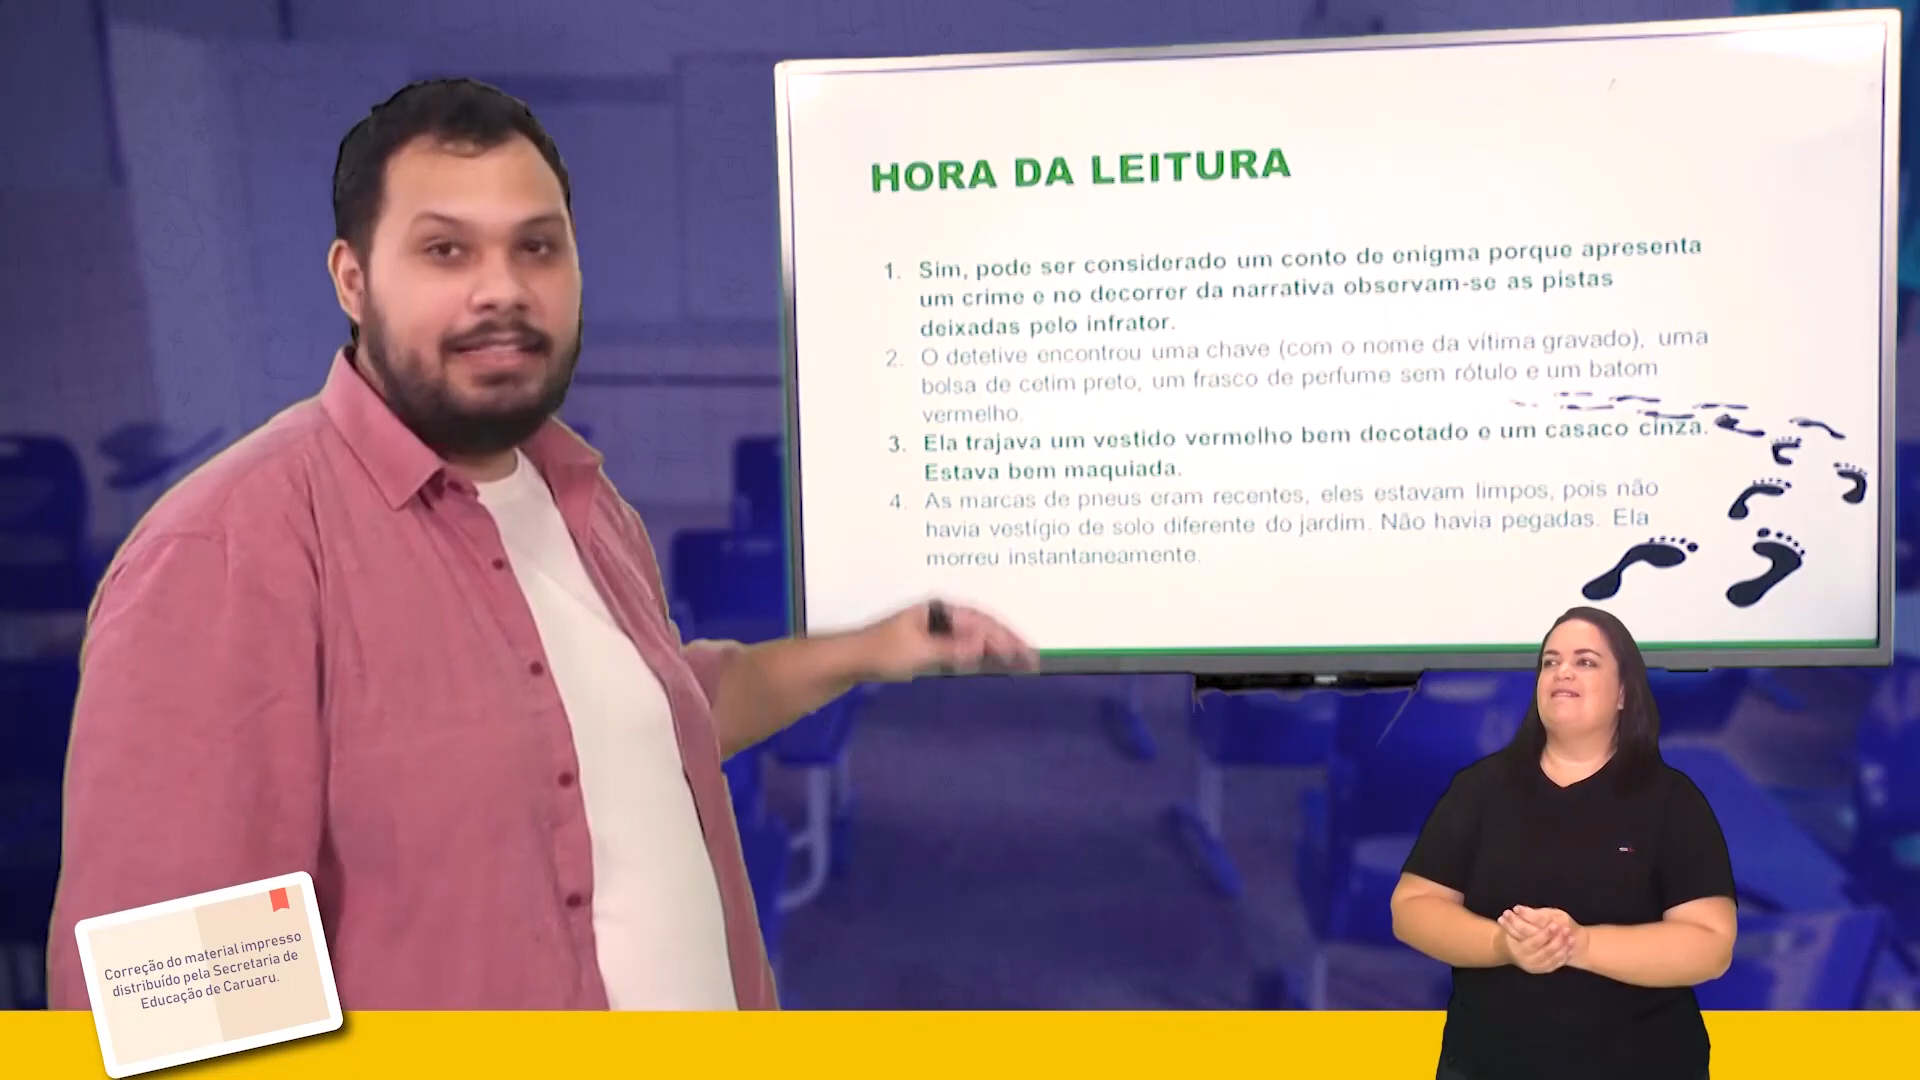 HORA DA LEITURA
1. Sim, pode ser considerado um conto de enigma porque apresenta
um crime e no decorrer da narrativa observam-se as pistas
deixadas pelo infrator.
2. O detetive encontrou uma chave (com o nome da vítima gravado), uma
bolsa de cetim preto, um frasco de perfume sem rótulo e um batom
vermelho.
3. Ela trajava um vestido vermelho bem decotado e um casaco cinza.
Estava bem maquiada.
4. As marcas de pneus eram recentes, eles estavam limpos, pois não
havia vestígio de solo diferente do jardim. Não havia pegadas. Ela
morreu instantaneamente.
Correção do material impresso
distribuído pela Secretaria de
Educação de Caruaru.